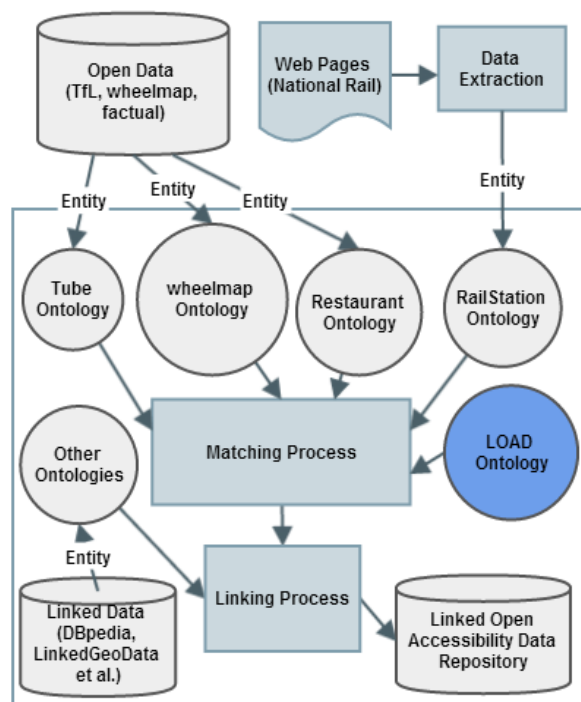 Open Data
(TfL, wheelmap,
factual)
Web Pages
(National Rail)
Data
Extraction
Entity
Entity
Entity
Entity
Tube
Ontology
wheelmap
Ontology
Restaurant
Ontology
RailStation
Ontology
Matching Process
LOAD
Ontology
Other
Ontologies
Entity
Linking Process
Linked Data
(DBpedia,
LinkedGeoData
et al.)
Linked Open
Accessibility Data
Repository